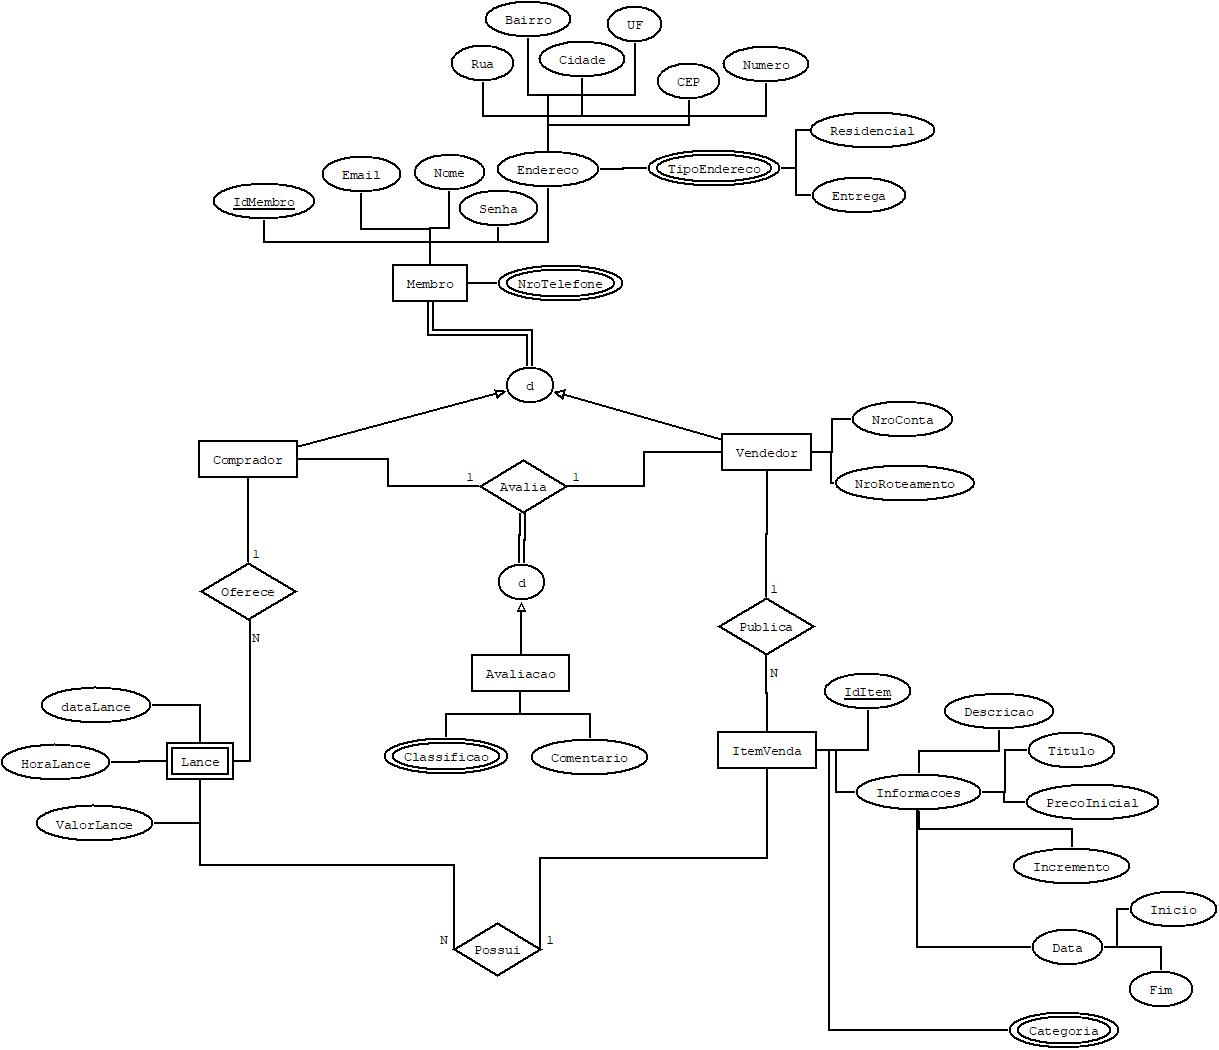 Bairro
UF
Rua
Cidade
CEP
Numero
Residencial
Email
Nome
Endereco
TipoEndereco
IdMembro
Senha
Entrega
Membro
NroTelefone
d
NroConta
Comprador
Vendedor
1
Avalia
1
NroRoteamento
1
d
Oferece
1
N
Publica
Avaliacao
N
IdItem
dataLance
Descricao
HoraLance
Lance
Classificao
Comentario
ItemVenda
Titulo
Informacoes
PrecoInicial
ValorLance
Incremento
Inicio
N
Possui
1
Data
Fim
Categoria